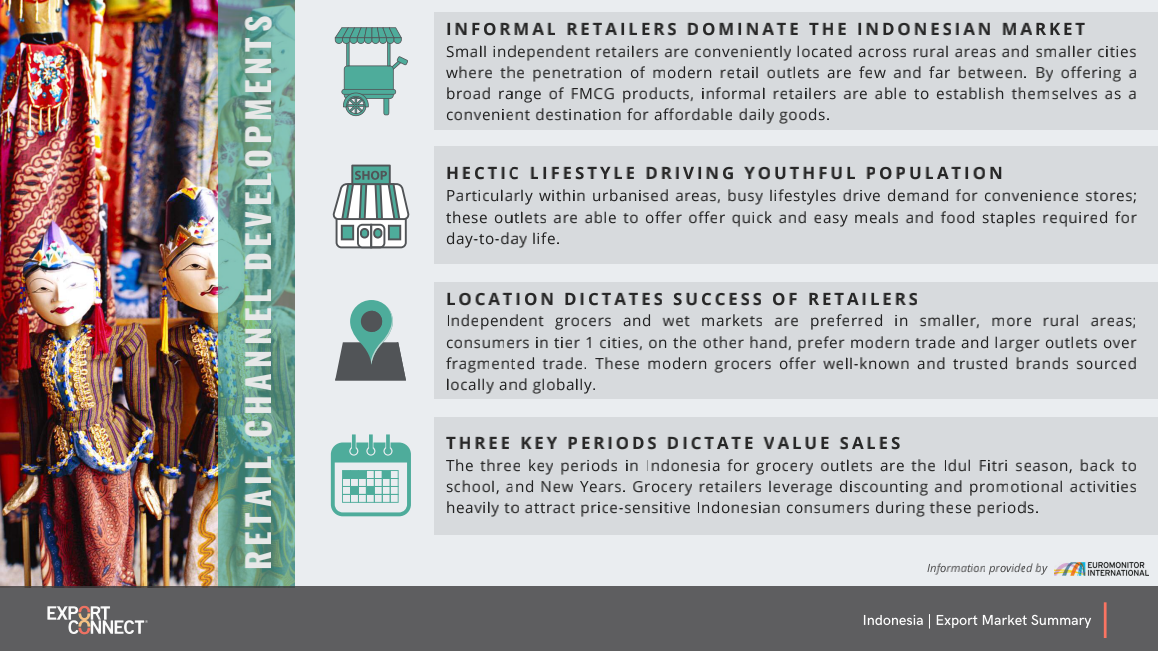 RETAIL CHANNEL DEVELOPMENTS
INFORMAL RETAILERS DOMINATE THE INDONESIAN MARKET
Small independent retailers are conveniently located across rural areas and smaller cities
where the penetration of modern retail outlets are few and far between. By offering a
broad range of FMCG products, informal retailers are able to establish themselves as a
convenient destination for affordable daily goods.
SHOP
HECTIC LIFESTYLE DRIVING YOUTHFUL POPULATION
Particularly within urbanised areas, busy lifestyles drive demand for convenience stores;
these outlets are able to offer offer quick and easy meals and food staples required for
day-to-day life.
LOCATION DICTATES SUCCESS OF RETAILERS
Independent grocers and wet markets are preferred in smaller, more rural areas;
consumers in tier 1 cities, on the other hand, prefer modern trade and larger outlets over
fragmented trade. These modern grocers offer well-known and trusted brands sourced
locally and globally.
THREE KEY PERIODS DICTATE VALUE SALES
The three key periods in Indonesia for grocery outlets are the Idul Fitri season, back to
school, and New Years. Grocery retailers leverage discounting and promotional activities
heavily to attract price-sensitive Indonesian consumers during these periods.
Information provided by
EUROMONITOR
INTERNATIONAL
EXPORT
CONNECT
Indonesia | Export Market Summary